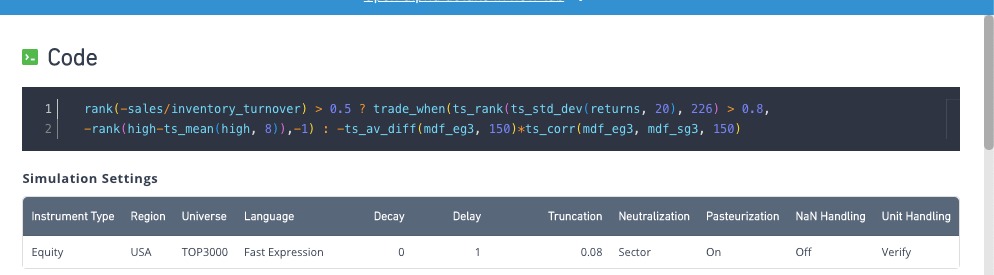 Code
1 rank(-sales/inventory_turnover) > 0.5 ? trade_when(ts_rank(ts_std_dev(returns, 20), 226) > 0.8,
2 -rank(high-ts_mean(high, 8)),-1) : -ts_av_diff(mdf_eg3, 150)*ts_corr(mdf_eg3, mdf_sg3, 150)
Simulation Settings
Instrument Type Region Universe Language Decay Delay Truncation Neutralization Pasteurization NaN Handling Unit Handling
Equity USA TOP3000 Fast Expression 0 1 0.08 Sector On Off Verify